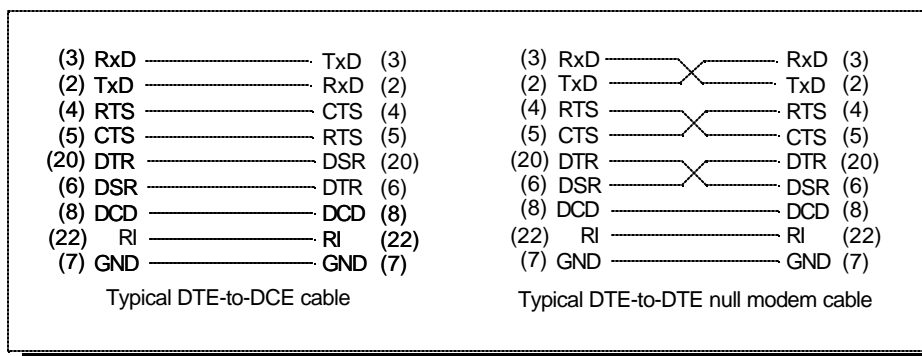 (3) RxD TxD (3)
(2) TxD RxD (2)
(4) RTS CTS (4)
(5) CTS RTS (5)
(20) DTR DSR (20)
(6) DSR DTR (6)
(8) DCD DCD (8)
(22) RI RI (22)
(7) GND GND (7)
Typical DTE-to-DCE cable
(3) RxD RxD (3)
(2) TxD TxD (2)
(4) RTS RTS (4)
(5) CTS CTS (5)
(20) DTR DTR (20)
(6) DSR DSR (6)
(8) DCD DCD (8)
(22) RI RI (22)
(7) GND GND (7)
Typical DTE-to-DTE null modem cable